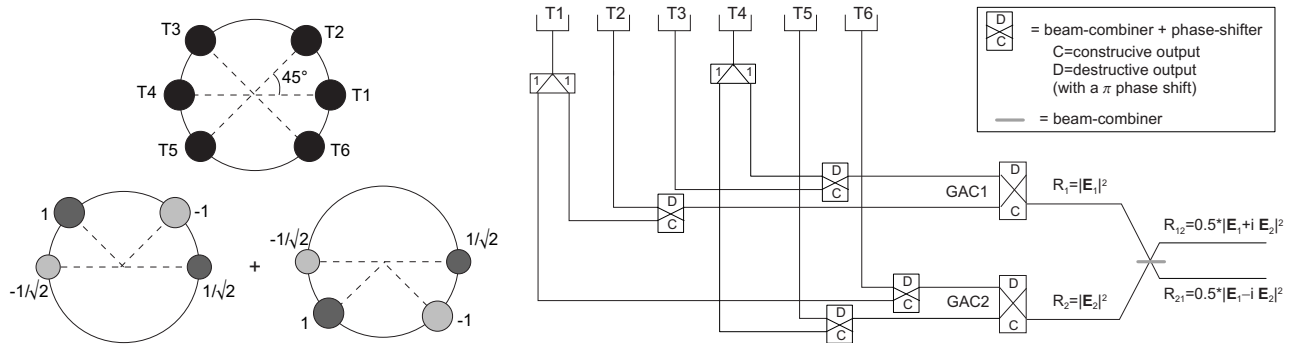 T3
T2
45°
T4
T1
T5
T6
1
-1
-1/√2
1/√2
+
-1/√2
1/√2
1
-1
T1
T2
T3
T4
T5
T6
1 1
1 1
D
C
D
C
D
C
D
C
GAC1
D
C
GAC2
D
C
R₁=|E₁|²
R₂=|E₂|²
R₁₂=0.5*|E₁+i E₂|²
R₂₁=0.5*|E₁−i E₂|²
D
C
= beam-combiner + phase-shifter
C=construcive output
D=destructive output
(with a π phase shift)
= beam-combiner